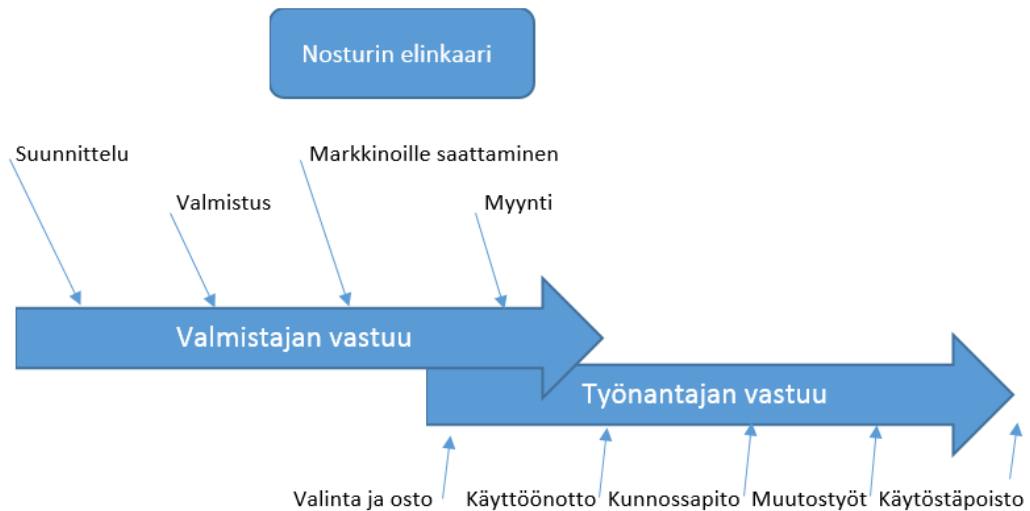 Nosturin elinkaari
Suunnittelu
Markkinoille saattaminen
Valmistus
Myynti
Valmistajan vastuu
Työnantajan vastuu
Valinta ja osto
Käyttöönotto
Kunnossapito
Muutostyöt
Käytöstäpoisto